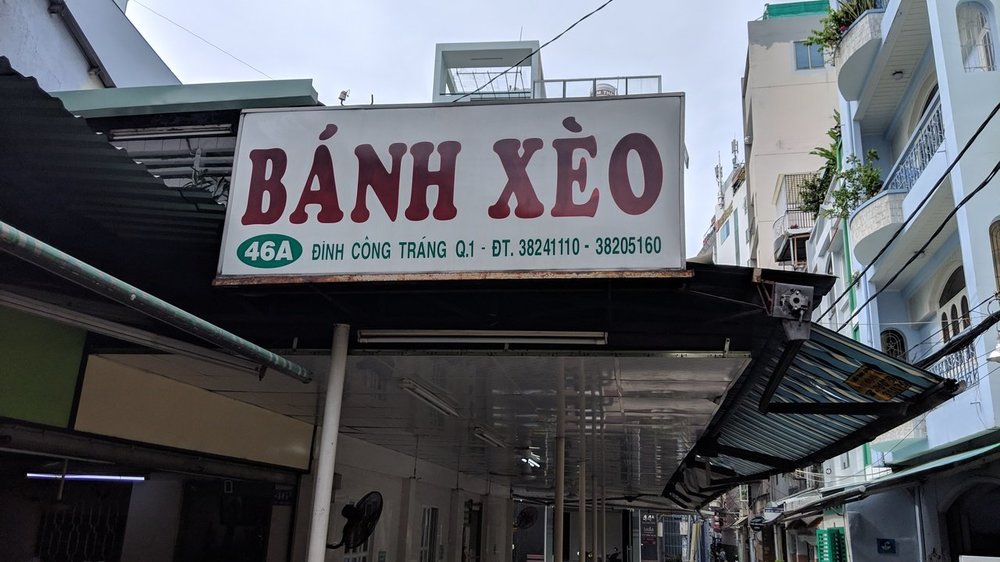 BÁNH XÈO
46A ĐINH CÔNG TRÁNG Q.1 - ĐT. 38241110 - 38205160